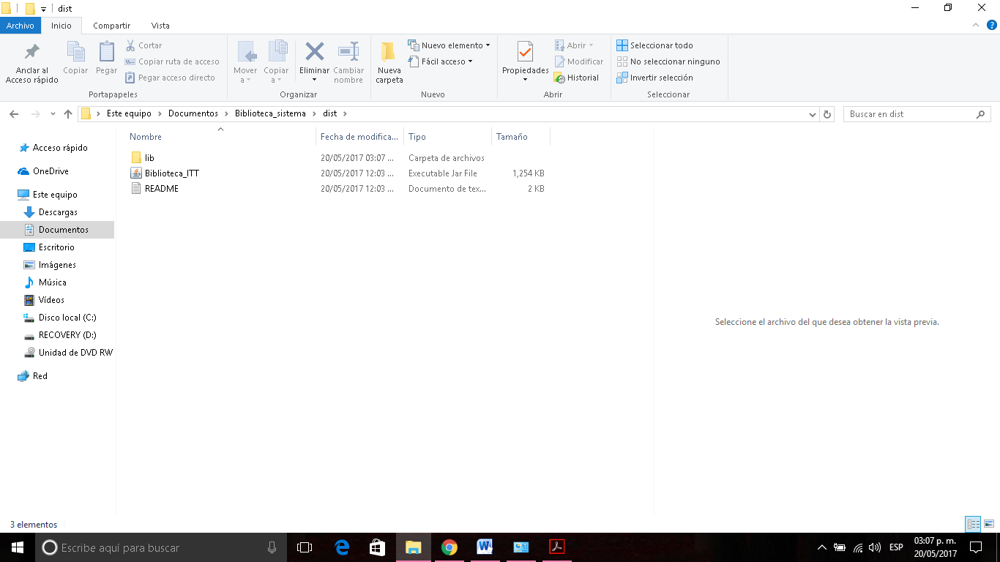 dist
Archivo Inicio Compartir Vista
Anclar al Acceso rápido
Copiar
Pegar
Cortar
Copiar ruta de acceso
Pegar acceso directo
Portapapeles
Mover a
Copiar a
Eliminar
Cambiar nombre
Organizar
Nueva carpeta
Nuevo elemento
Fácil acceso
Nuevo
Propiedades
Abrir
Modificar
Historial
Abrir
Seleccionar todo
No seleccionar ninguno
Invertir selección
Seleccionar
Este equipo > Documentos > Biblioteca_sistema > dist >
Buscar en dist
Nombre Fecha de modifica... Tipo Tamaño
lib 20/05/2017 03:07 ... Carpeta de archivos
Biblioteca_ITT 20/05/2017 12:03 ... Executable Jar File 1,254 KB
README 20/05/2017 12:03 ... Documento de tex... 2 KB
Acceso rápido
OneDrive
Este equipo
Descargas
Documentos
Escritorio
Imágenes
Música
Vídeos
Disco local (C:)
RECOVERY (D:)
Unidad de DVD RW
Red
Seleccione el archivo del que desea obtener la vista previa.
3 elementos
Escribe aquí para buscar
ESP
03:07 p. m.
20/05/2017